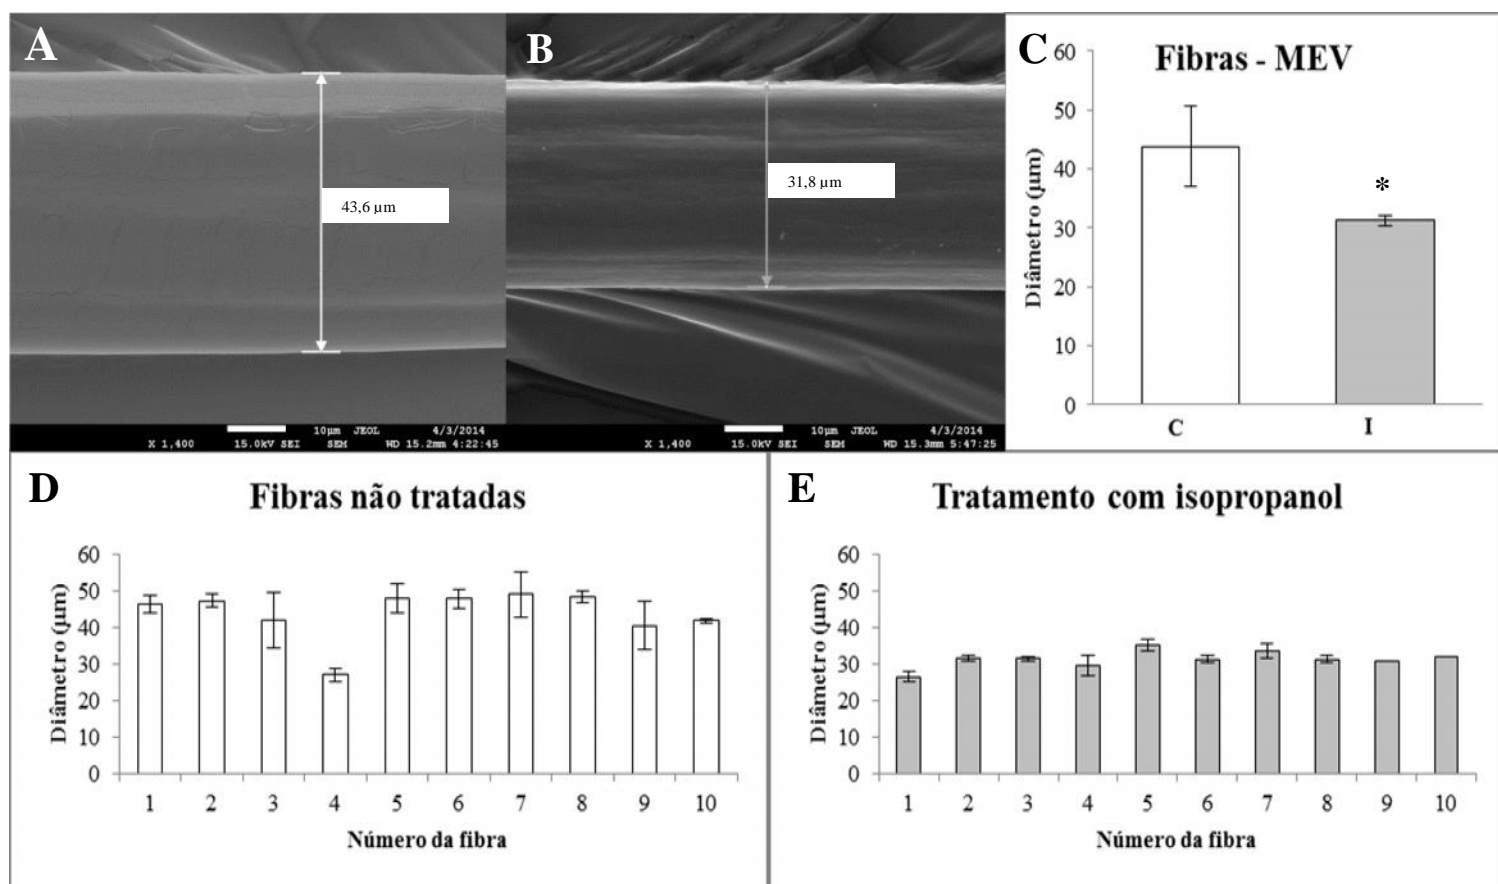 A
43,6 µm
10µm JEOL 4/3/2014
X 1,400 15.0kV SEI SEM WD 15.2mm 4:22:45
B
31,8 µm
10µm JEOL 4/3/2014
X 1,400 15.0kV SEI SEM WD 15.3mm 5:47:25
C
Fibras - MEV
Diâmetro (µm)
60
50
40
30
20
10
0
*
C I
D
Fibras não tratadas
Diâmetro (µm)
60
50
40
30
20
10
0
1 2 3 4 5 6 7 8 9 10
Número da fibra
E
Tratamento com isopropanol
Diâmetro (µm)
60
50
40
30
20
10
0
1 2 3 4 5 6 7 8 9 10
Número da fibra